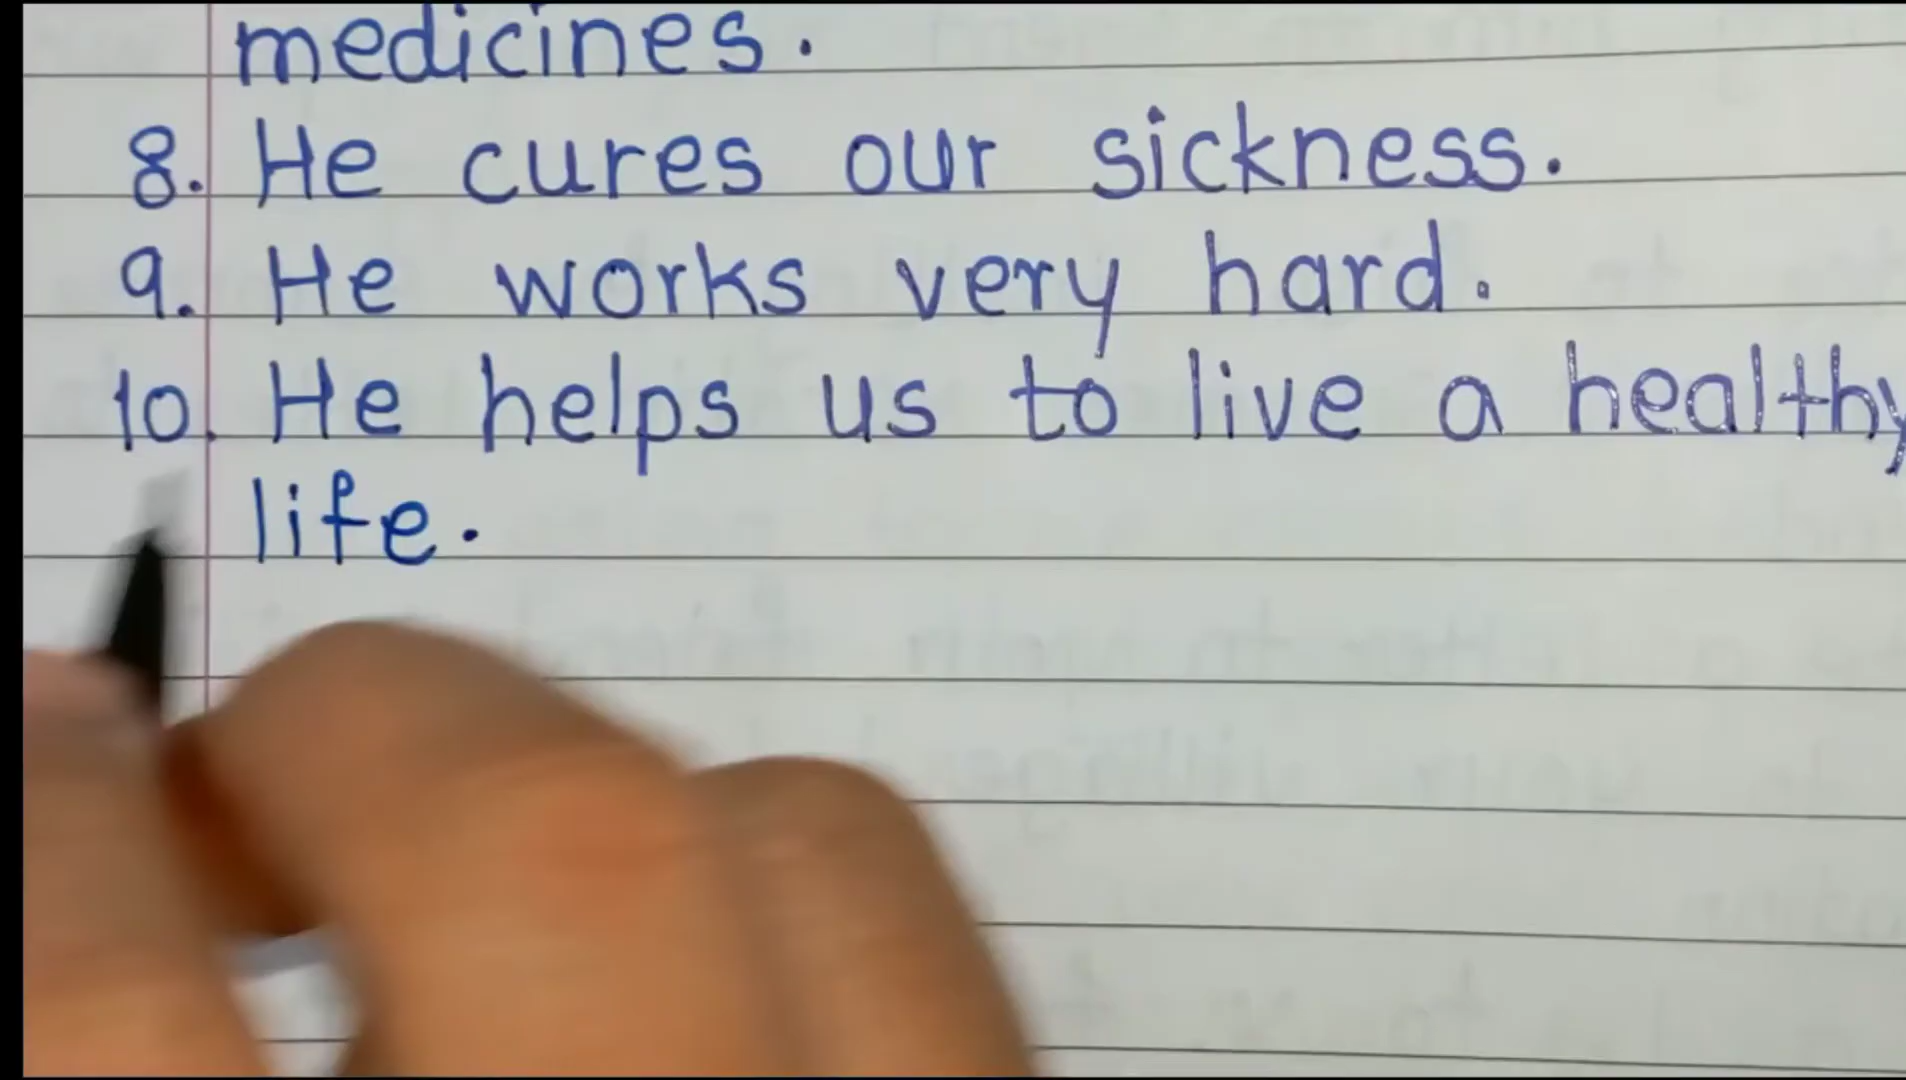 medicines.
8. He cures our sickness.
9. He works very hard.
10. He helps us to live a healthy
life.